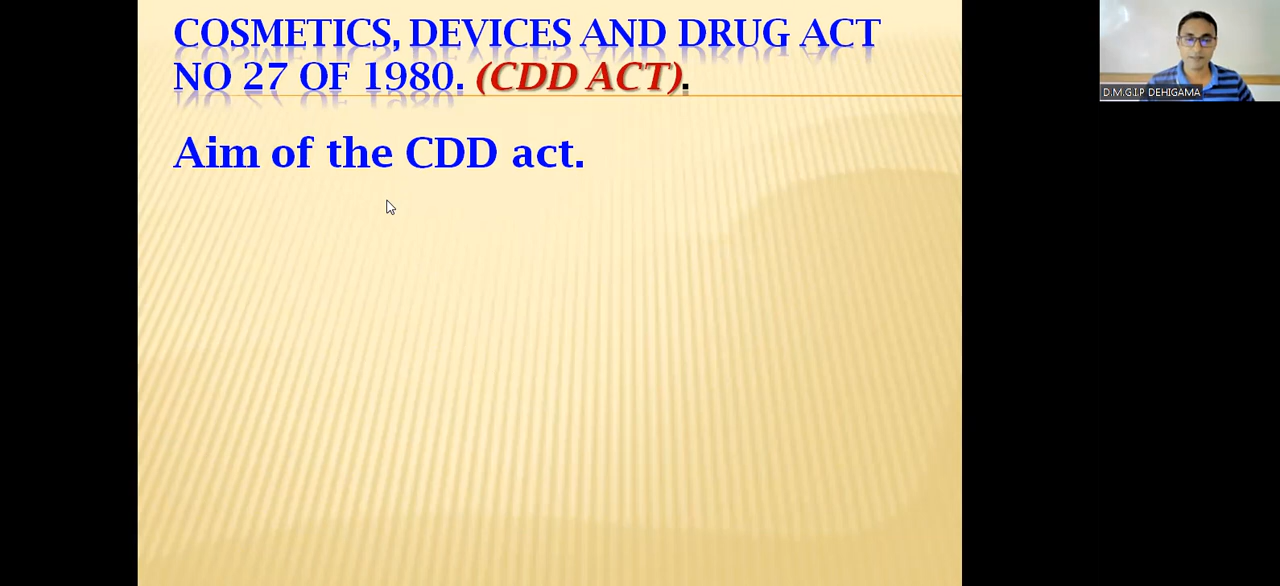 COSMETICS, DEVICES AND DRUG ACT
NO 27 OF 1980. (CDD ACT).
Aim of the CDD act.
D.M.G.I.P DEHIGAMA